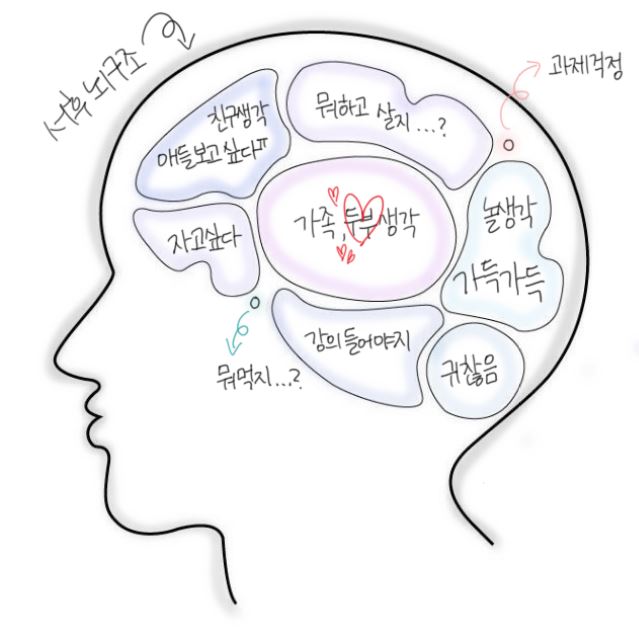 서후 뇌구조
과제걱정
친구생각
애들보고싶다ㅠ
뭐하고 살지...?
자고싶다
가족,두부생각
놀생각
가득가득
뭐먹지...?
강의들어야지
귀찮음